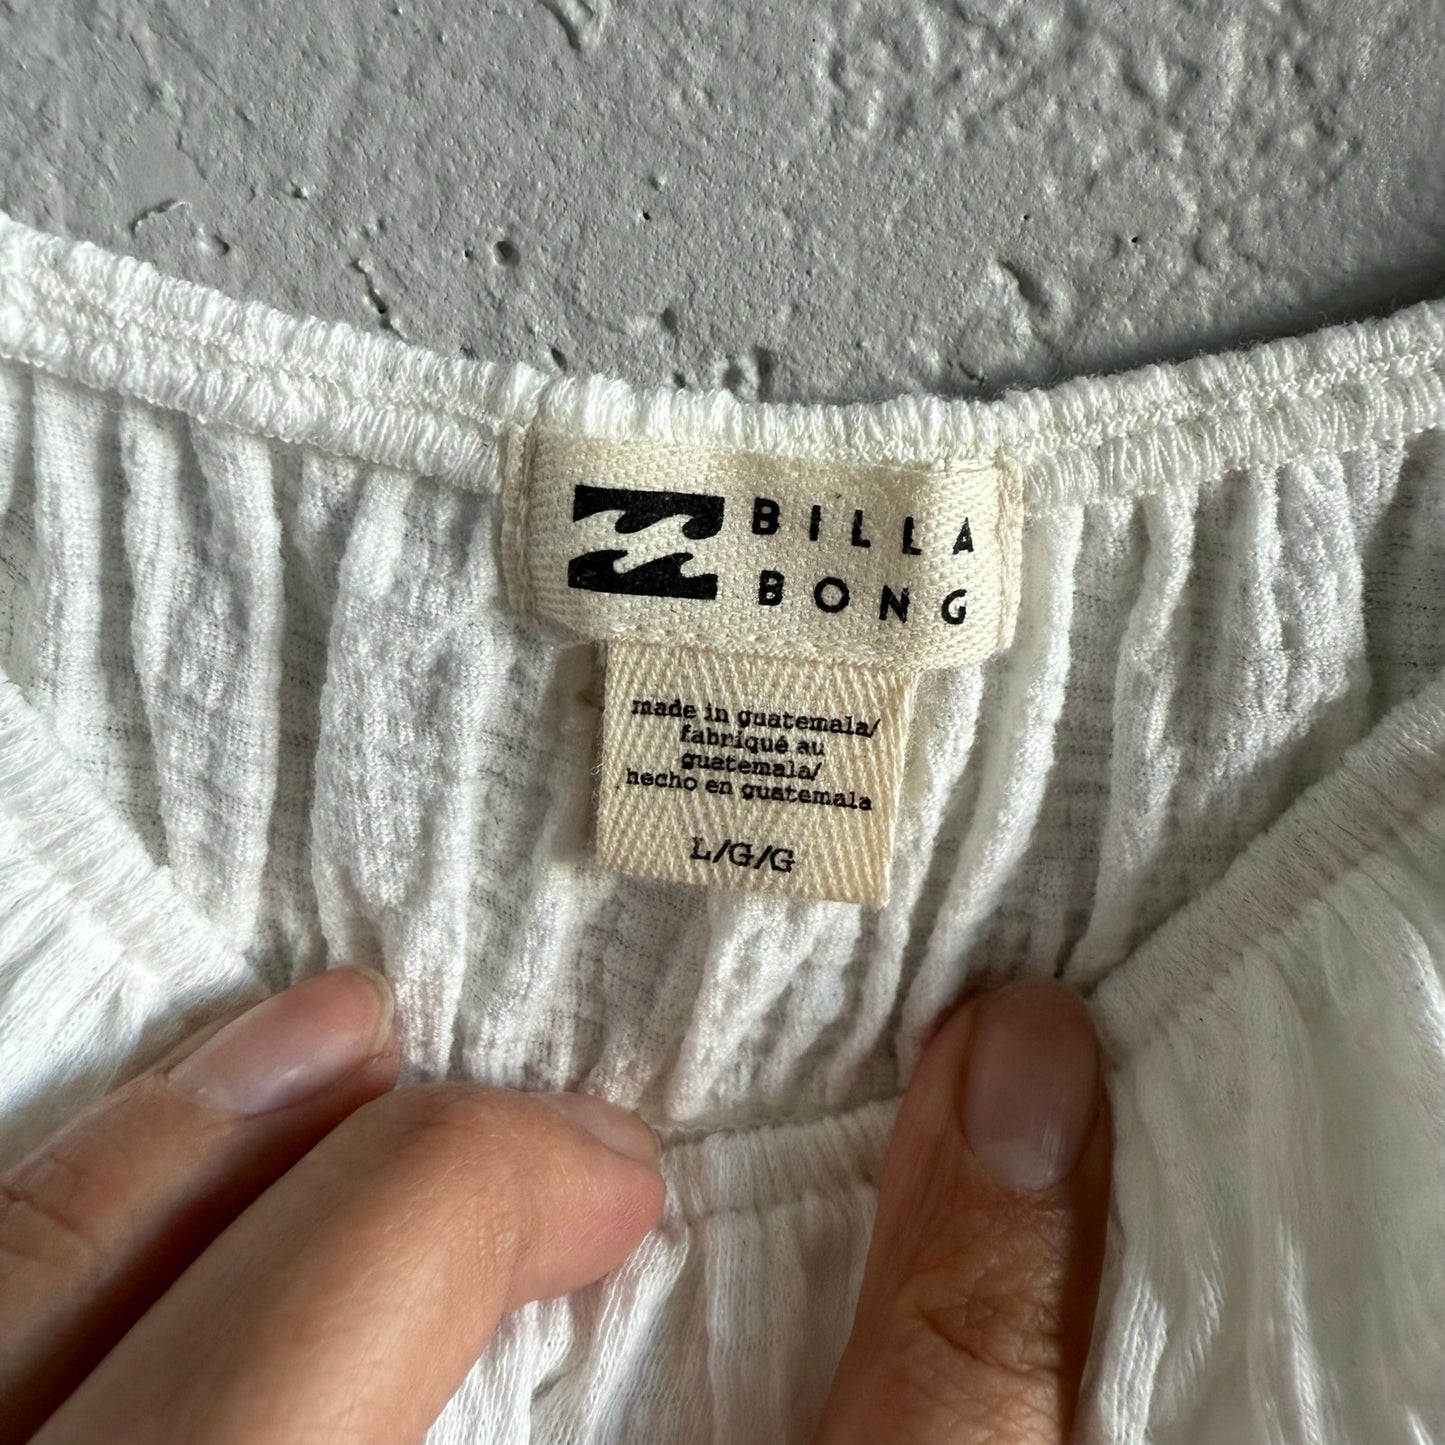 BILLA
BONG
made in guatemala/
fabriqué au
guatemala/
hecho en guatemala
L/G/G